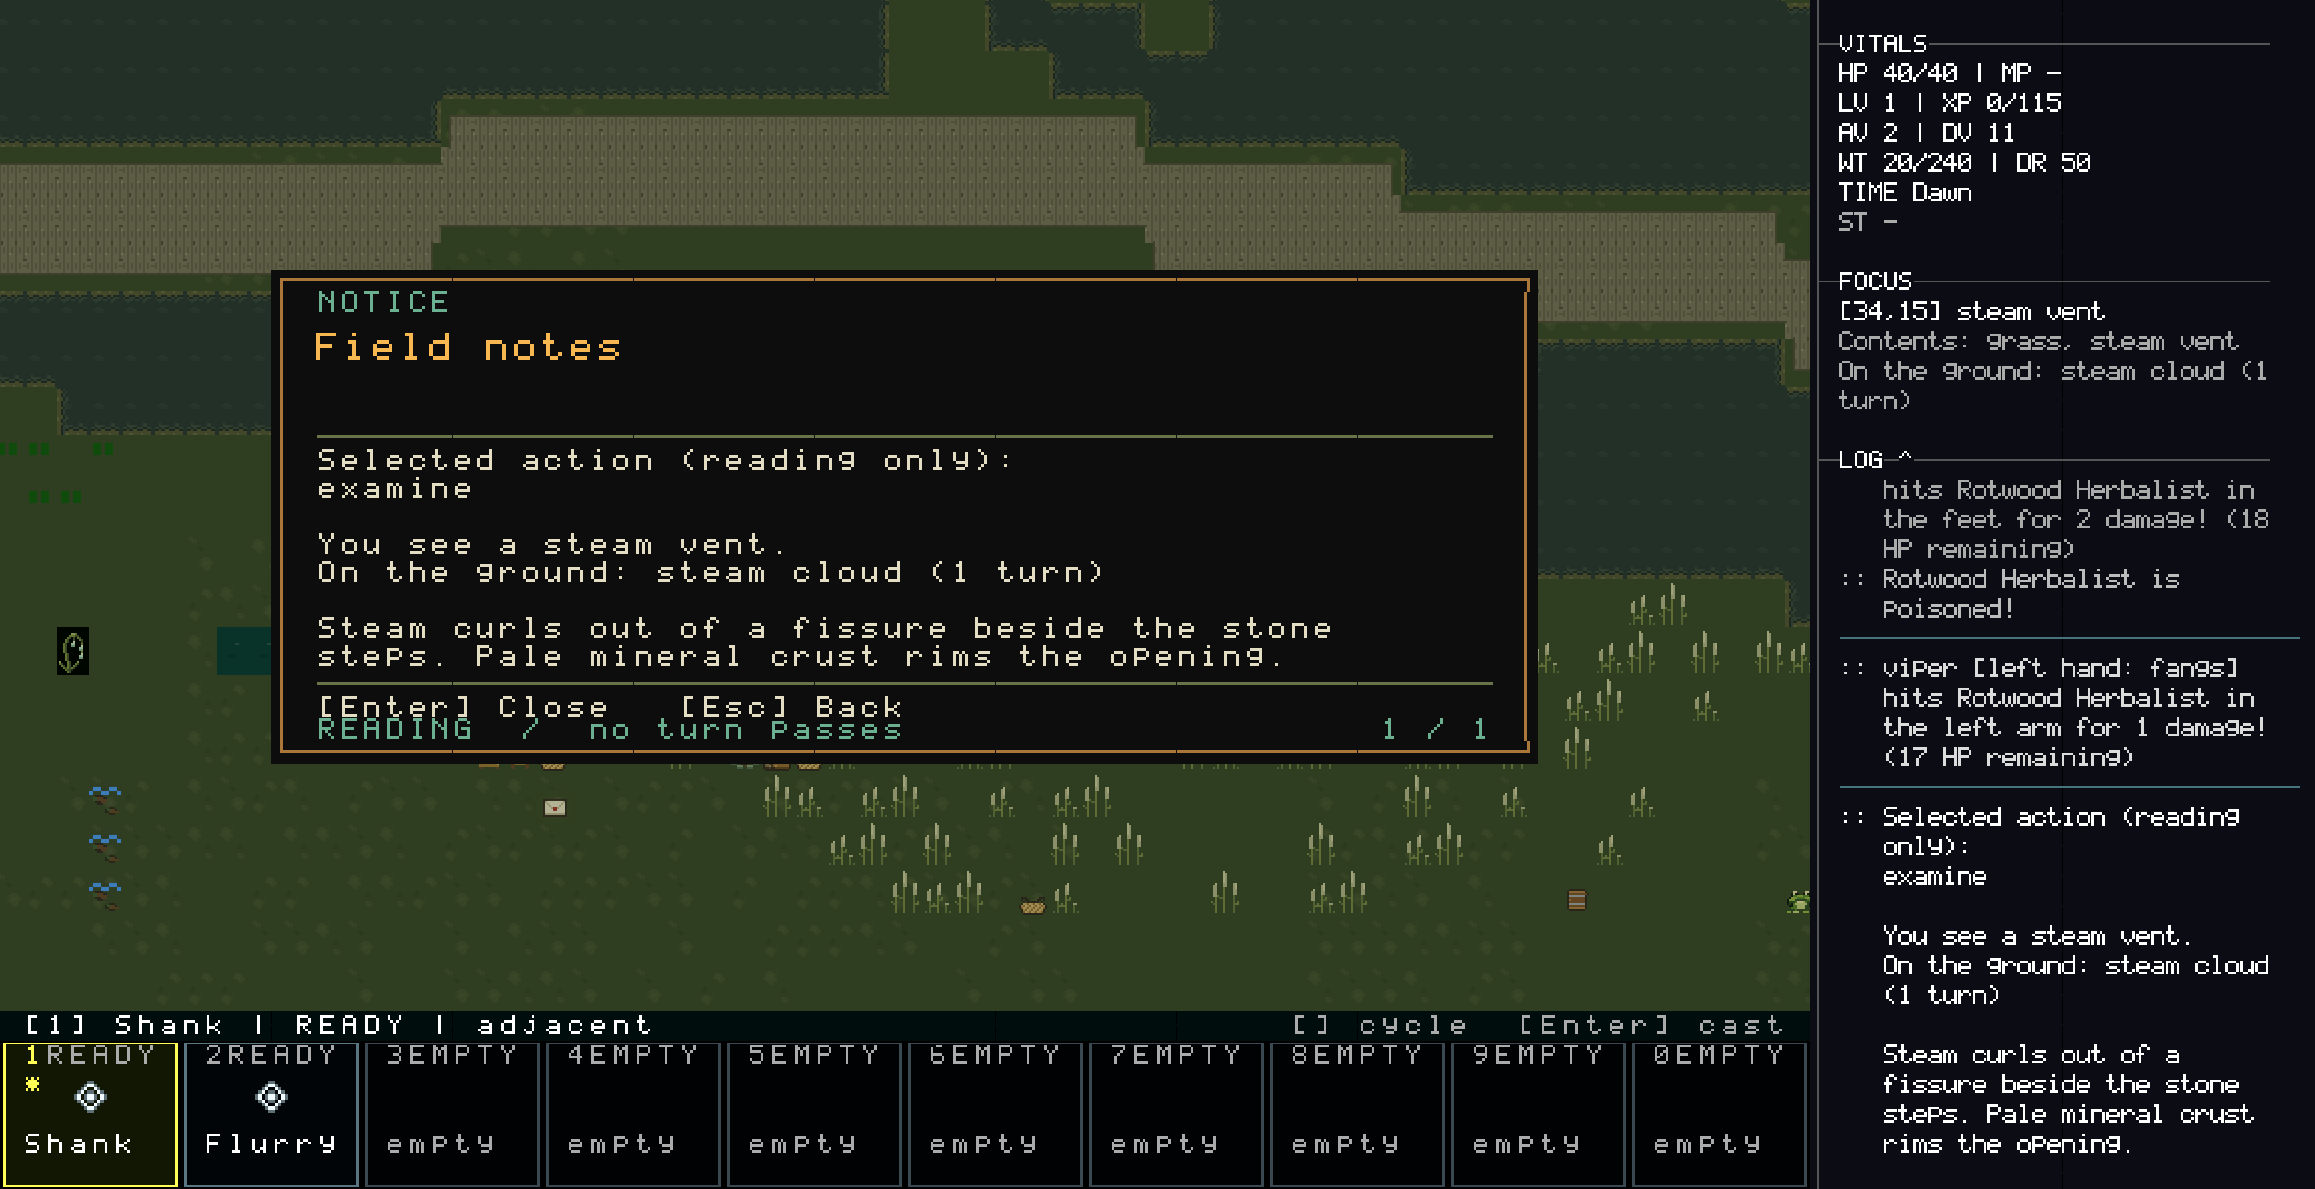 NOTICE
Field notes
Selected action (reading only):
examine
You see a steam vent.
On the ground: steam cloud (1 turn)
Steam curls out of a fissure beside the stone
steps. Pale mineral crust rims the opening.
[Enter] Close [Esc] Back
READING / no turn passes 1 / 1
[1] Shank | READY | adjacent [] cycle [Enter] cast
1READY 2READY 3EMPTY 4EMPTY 5EMPTY 6EMPTY 7EMPTY 8EMPTY 9EMPTY 0EMPTY
*
Shank Flurry empty empty empty empty empty empty empty empty
VITALS
HP 40/40 | MP -
LV 1 | XP 0/115
AV 2 | DV 11
WT 20/240 | DR 50
TIME Dawn
ST -
FOCUS
[34,15] steam vent
Contents: grass, steam vent
On the ground: steam cloud (1
turn)
LOG ^
hits Rotwood Herbalist in
the feet for 2 damage! (18
HP remaining)
:: Rotwood Herbalist is
Poisoned!
:: viper [left hand: fangs]
hits Rotwood Herbalist in
the left arm for 1 damage!
(17 HP remaining)
:: Selected action (reading
only):
examine
You see a steam vent.
On the ground: steam cloud
(1 turn)
Steam curls out of a
fissure beside the stone
steps. Pale mineral crust
rims the opening.